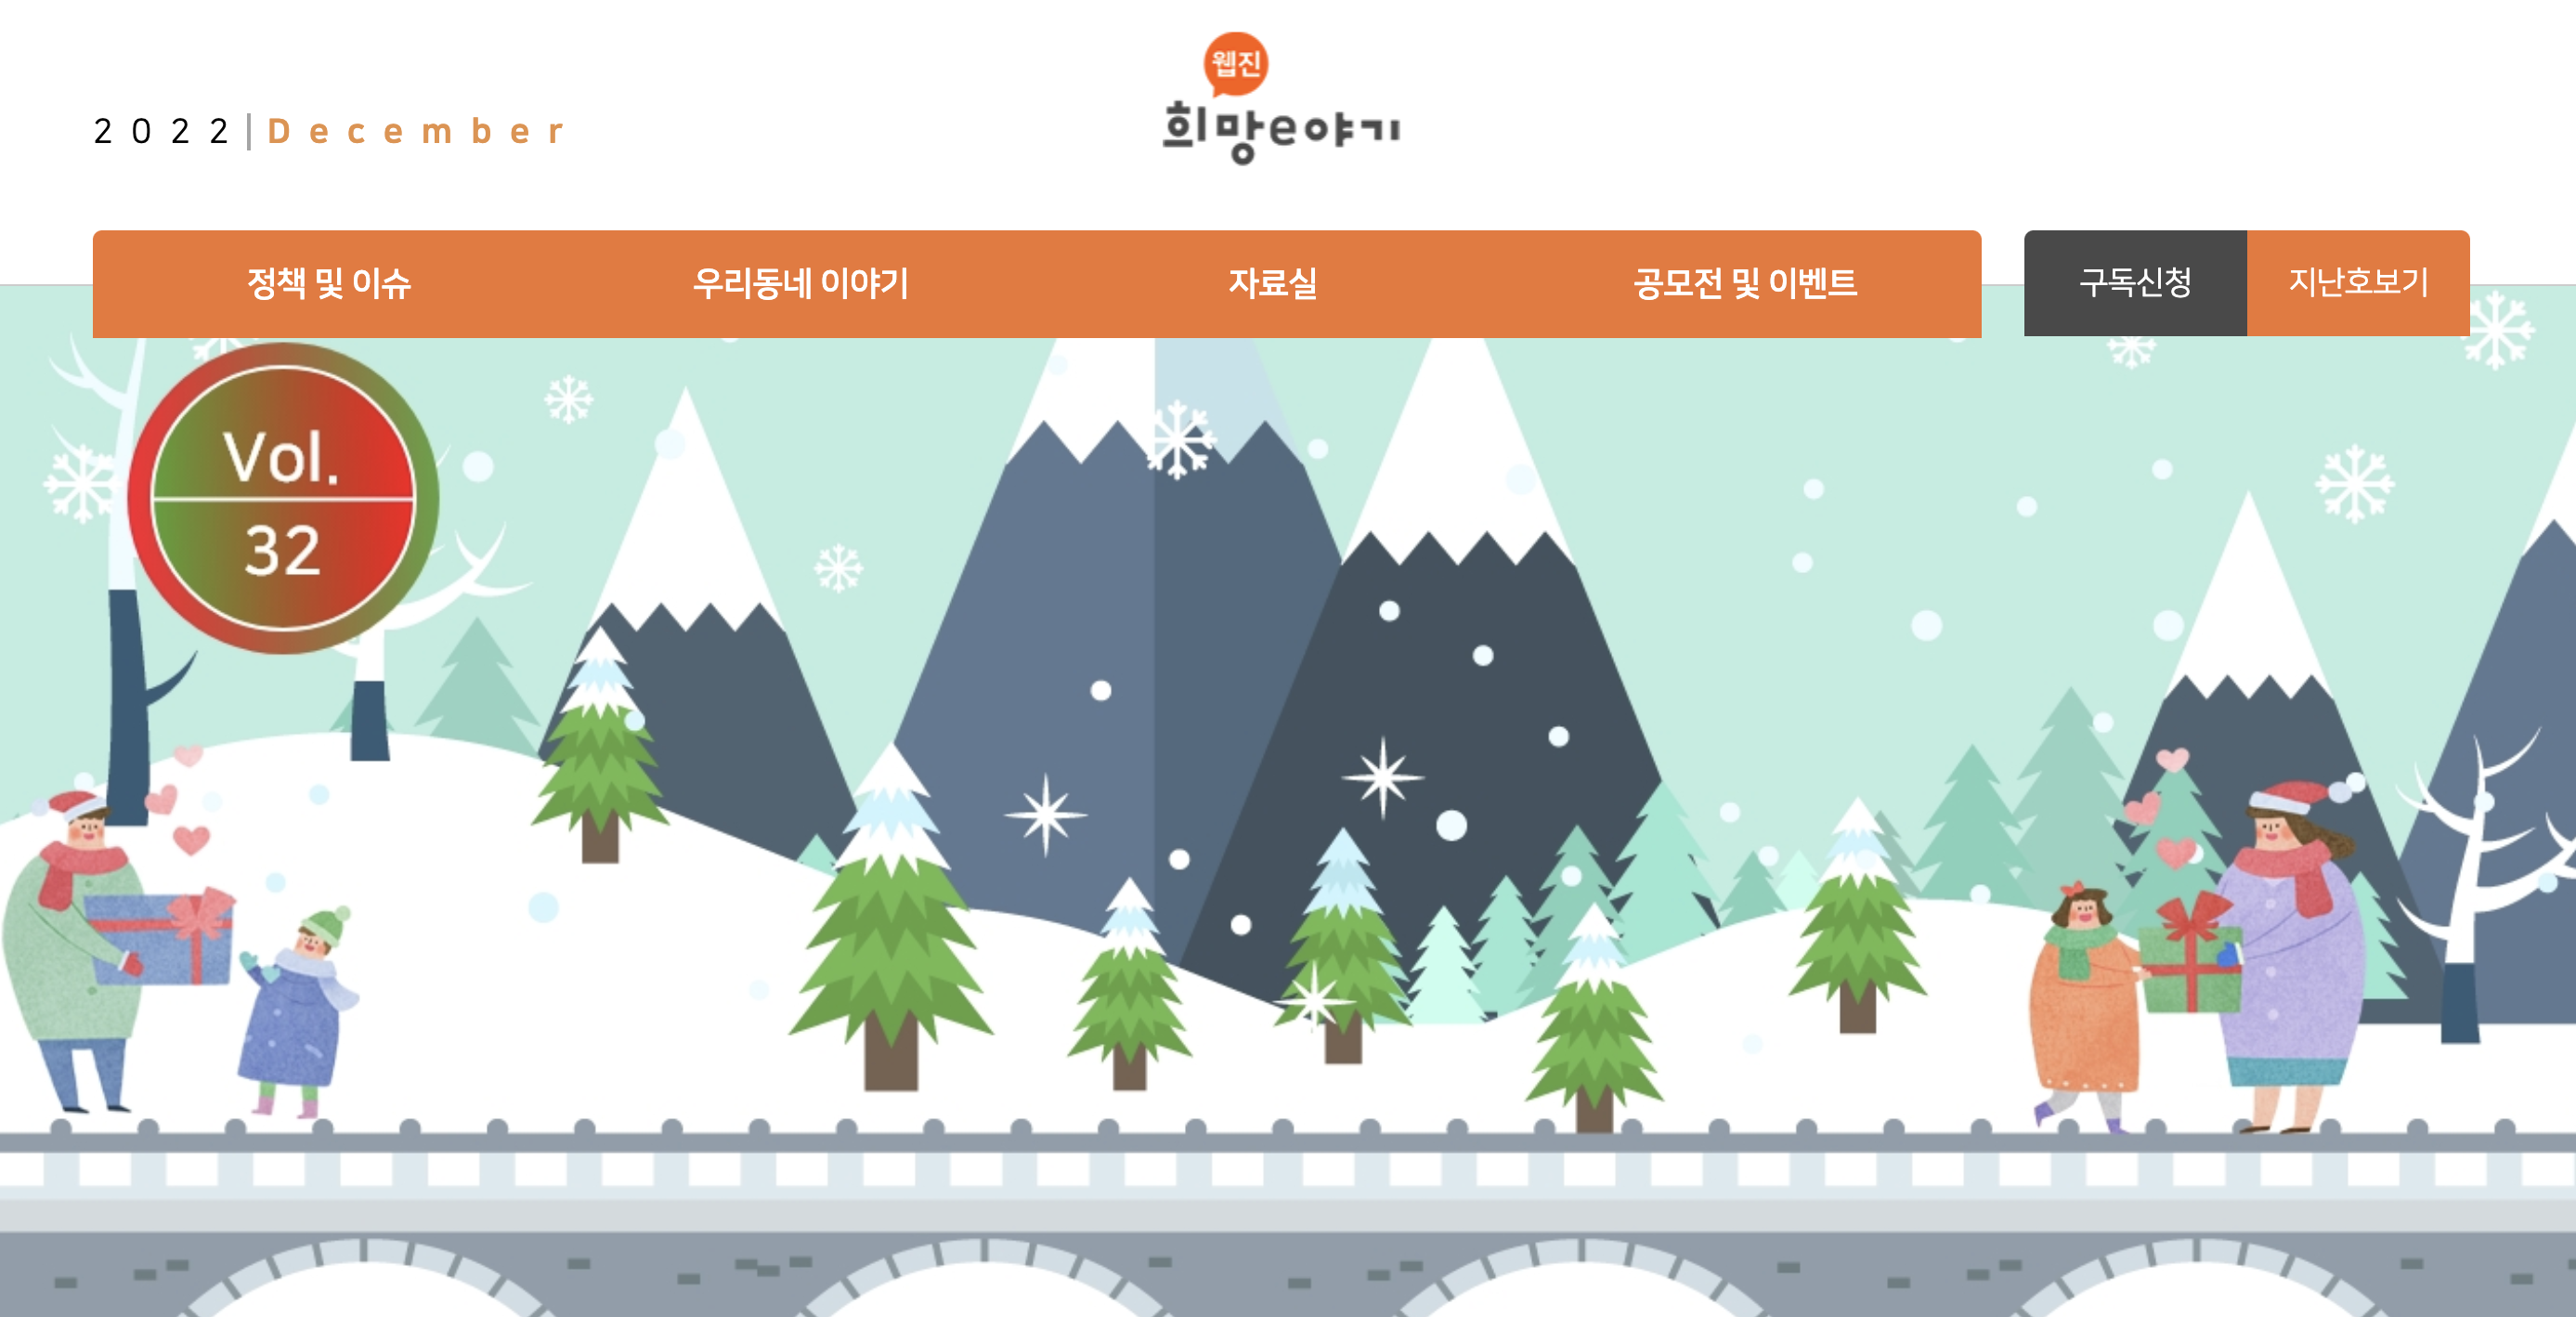 웹진
희망e야기
2022|December
정책 및 이슈 우리동네 이야기 자료실 공모전 및 이벤트 구독신청 지난호보기
Vol.
32